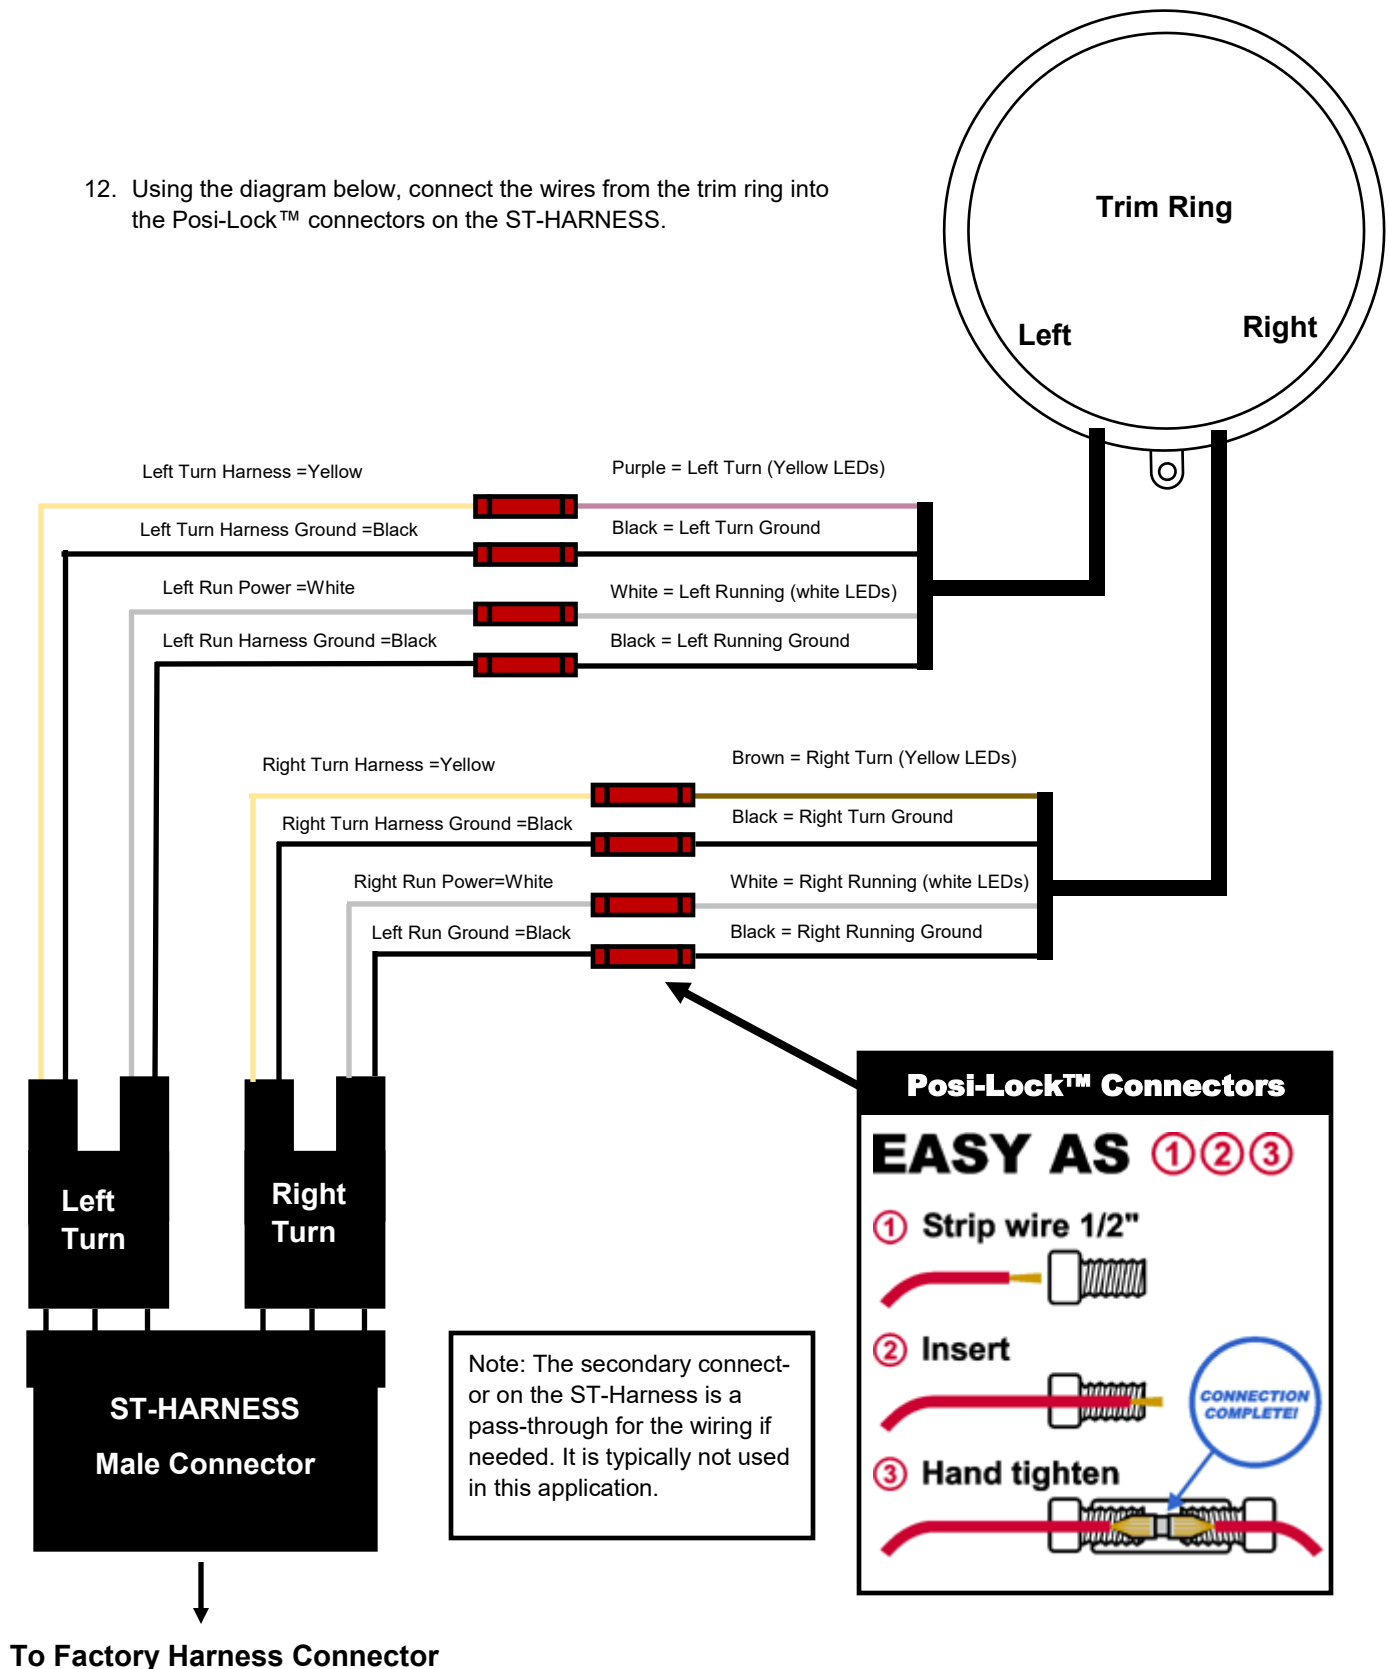 12. Using the diagram below, connect the wires from the trim ring into
the Posi-Lock™ connectors on the ST-HARNESS.
Trim Ring
Left
Right
Left Turn Harness =Yellow
Purple = Left Turn (Yellow LEDs)
Left Turn Harness Ground =Black
Black = Left Turn Ground
Left Run Power =White
White = Left Running (white LEDs)
Left Run Harness Ground =Black
Black = Left Running Ground
Right Turn Harness =Yellow
Brown = Right Turn (Yellow LEDs)
Right Turn Harness Ground =Black
Black = Right Turn Ground
Right Run Power=White
White = Right Running (white LEDs)
Left Run Ground =Black
Black = Right Running Ground
Left
Turn
Right
Turn
ST-HARNESS
Male Connector
To Factory Harness Connector
Note: The secondary connect-
or on the ST-Harness is a
pass-through for the wiring if
needed. It is typically not used
in this application.
Posi-Lock™ Connectors
EASY AS 1 2 3
1 Strip wire 1/2"
2 Insert
CONNECTION
COMPLETE!
3 Hand tighten